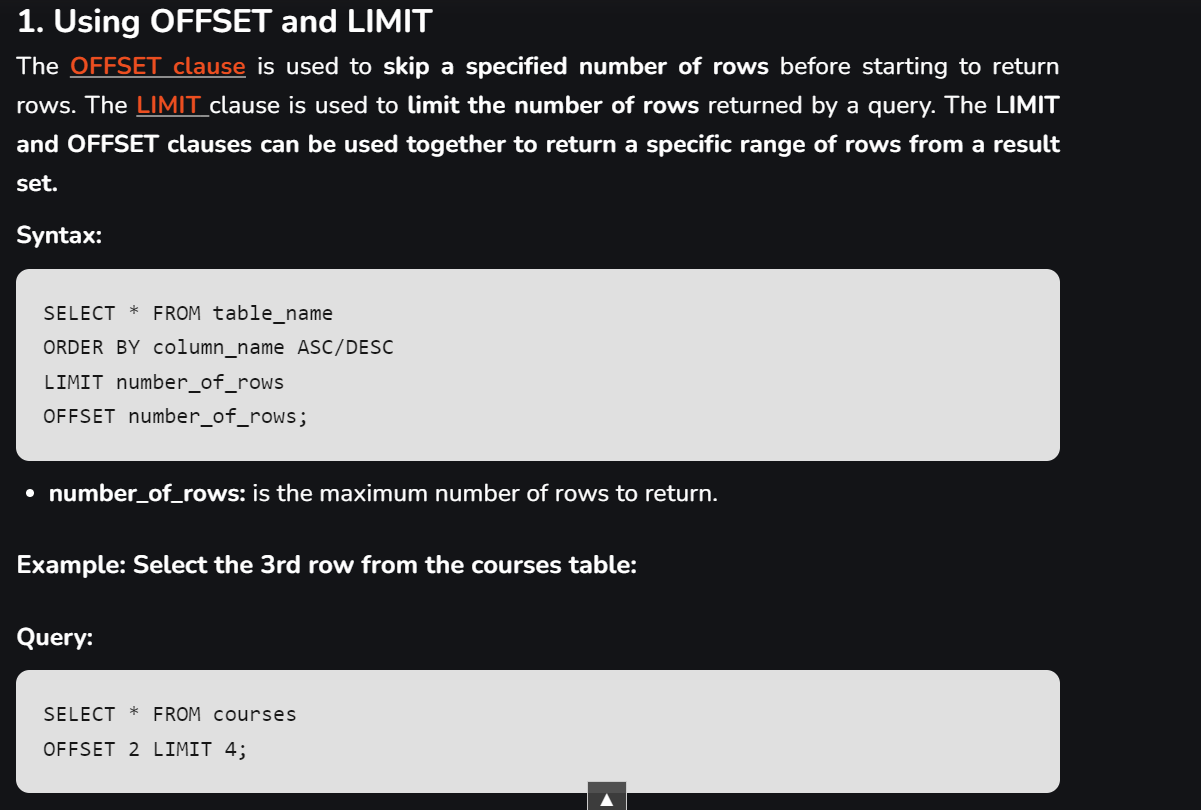 1. Using OFFSET and LIMIT
The OFFSET clause is used to skip a specified number of rows before starting to return
rows. The LIMIT clause is used to limit the number of rows returned by a query. The LIMIT
and OFFSET clauses can be used together to return a specific range of rows from a result
set.
Syntax:
SELECT * FROM table_name
ORDER BY column_name ASC/DESC
LIMIT number_of_rows
OFFSET number_of_rows;
• number_of_rows: is the maximum number of rows to return.
Example: Select the 3rd row from the courses table:
Query:
SELECT * FROM courses
OFFSET 2 LIMIT 4;